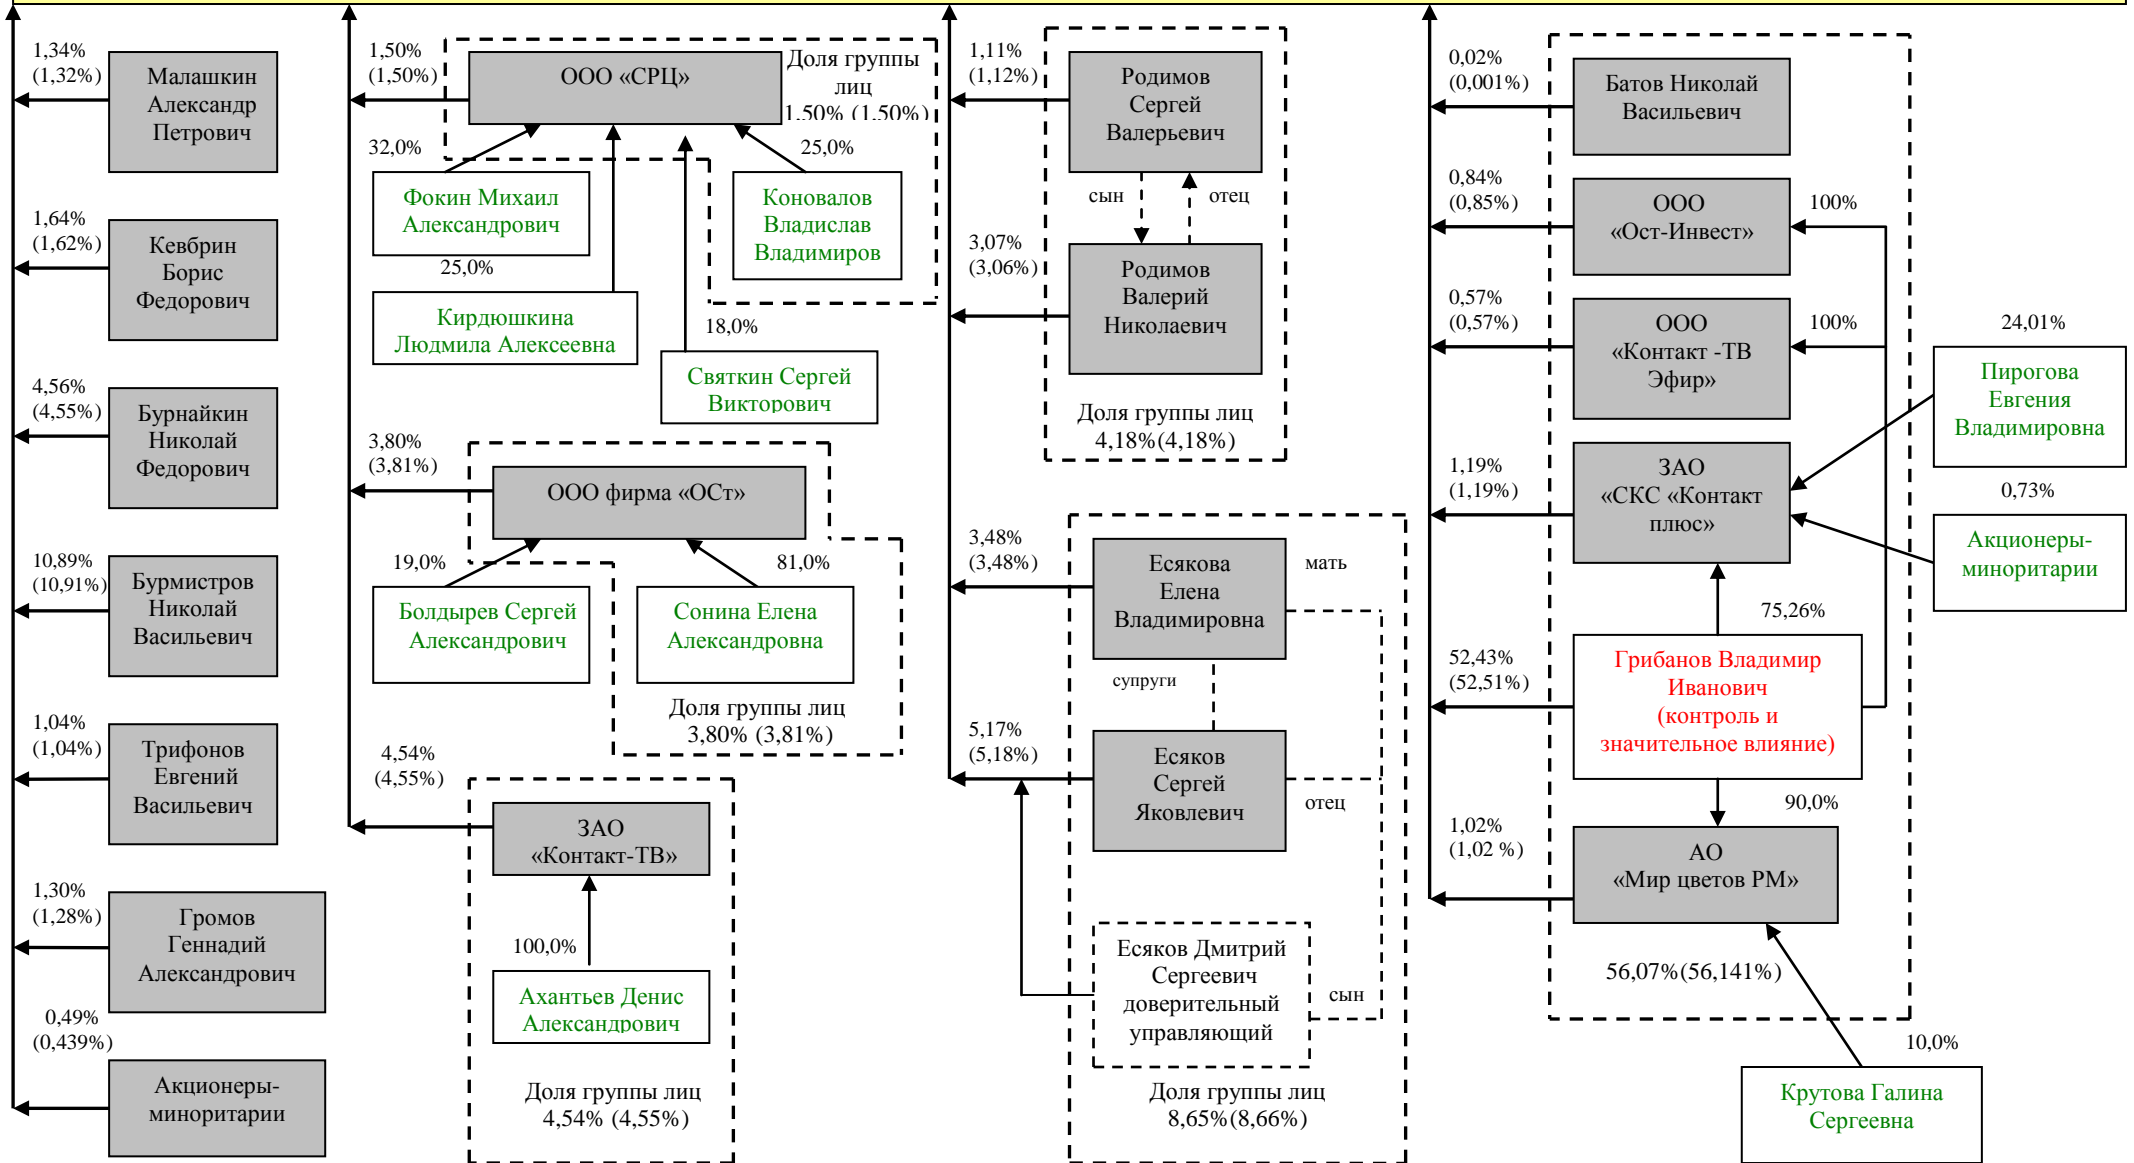 1,34%
(1,32%)
Малашкин
Александр
Петрович
1,64%
(1,62%)
Кевбрин
Борис
Федорович
4,56%
(4,55%)
Бурнайкин
Николай
Федорович
10,89%
(10,91%)
Бурмистров
Николай
Васильевич
1,04%
(1,04%)
Трифонов
Евгений
Васильевич
1,30%
(1,28%)
Громов
Геннадий
Александрович
0,49%
(0,439%)
Акционеры-
миноритарии
1,50%
(1,50%)
ООО «СРЦ»
Доля группы
лиц
1,50% (1,50%)
32,0%
25,0%
Фокин Михаил
Александрович
Коновалов
Владислав
Владимиров
25,0%
Кирдюшкина
Людмила Алексеевна
18,0%
Святкин Сергей
Викторович
3,80%
(3,81%)
ООО фирма «ОСт»
19,0%
81,0%
Болдырев Сергей
Александрович
Сонина Елена
Александровна
Доля группы лиц
3,80% (3,81%)
4,54%
(4,55%)
ЗАО
«Контакт-ТВ»
100,0%
Ахантьев Денис
Александрович
Доля группы лиц
4,54% (4,55%)
1,11%
(1,12%)
Родимов
Сергей
Валерьевич
сын
отец
3,07%
(3,06%)
Родимов
Валерий
Николаевич
Доля группы лиц
4,18%(4,18%)
3,48%
(3,48%)
Есякова
Елена
Владимировна
мать
супруги
5,17%
(5,18%)
Есяков
Сергей
Яковлевич
отец
Есяков Дмитрий
Сергеевич
доверительный
управляющий
сын
Доля группы лиц
8,65%(8,66%)
0,02%
(0,001%)
Батов Николай
Васильевич
0,84%
(0,85%)
ООО
«Ост-Инвест»
100%
0,57%
(0,57%)
ООО
«Контакт -ТВ
Эфир»
100%
24,01%
Пирогова
Евгения
Владимировна
1,19%
(1,19%)
ЗАО
«СКС «Контакт
плюс»
0,73%
Акционеры-
миноритарии
75,26%
52,43%
(52,51%)
Грибанов Владимир
Иванович
(контроль и
значительное влияние)
90,0%
1,02%
(1,02 %)
АО
«Мир цветов РМ»
56,07%(56,141%)
10,0%
Крутова Галина
Сергеевна